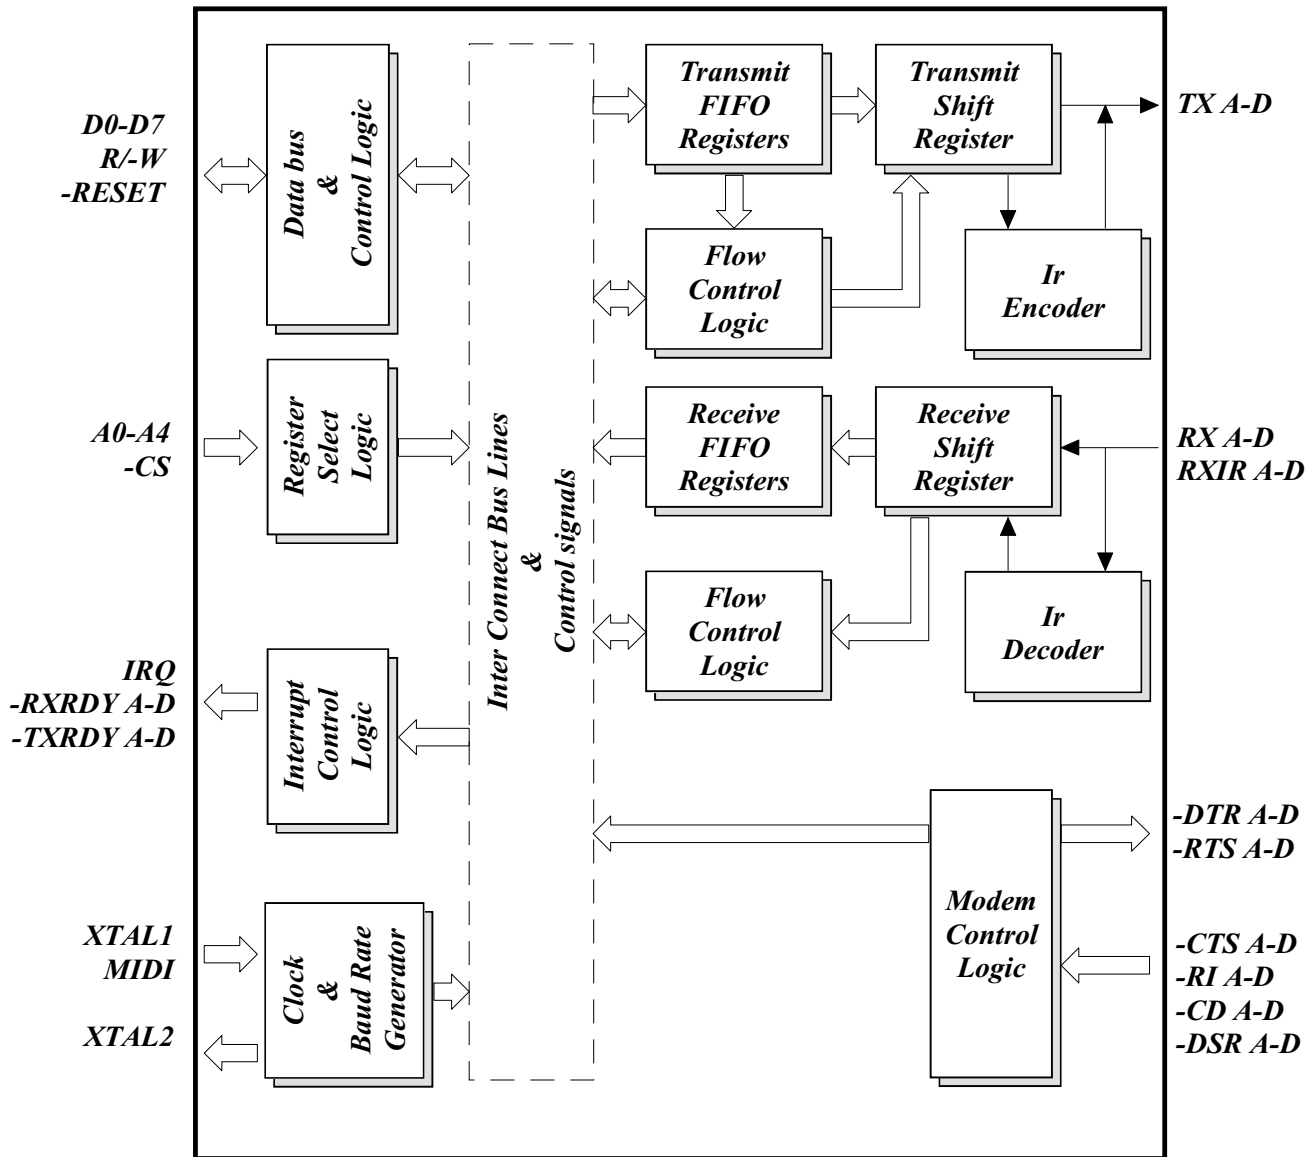 D0-D7
R/-W
-RESET
Data bus
&
Control Logic
A0-A4
-CS
Register
Select
Logic
IRQ
-RXRDY A-D
-TXRDY A-D
Interrupt
Control
Logic
XTAL1
MIDI
XTAL2
Clock
&
Baud Rate
Generator
Inter Connect Bus Lines
&
Control signals
Transmit
FIFO
Registers
Transmit
Shift
Register
TX A-D
Flow
Control
Logic
Ir
Encoder
Receive
FIFO
Registers
Receive
Shift
Register
RX A-D
RXIR A-D
Flow
Control
Logic
Ir
Decoder
Modem
Control
Logic
-DTR A-D
-RTS A-D
-CTS A-D
-RI A-D
-CD A-D
-DSR A-D